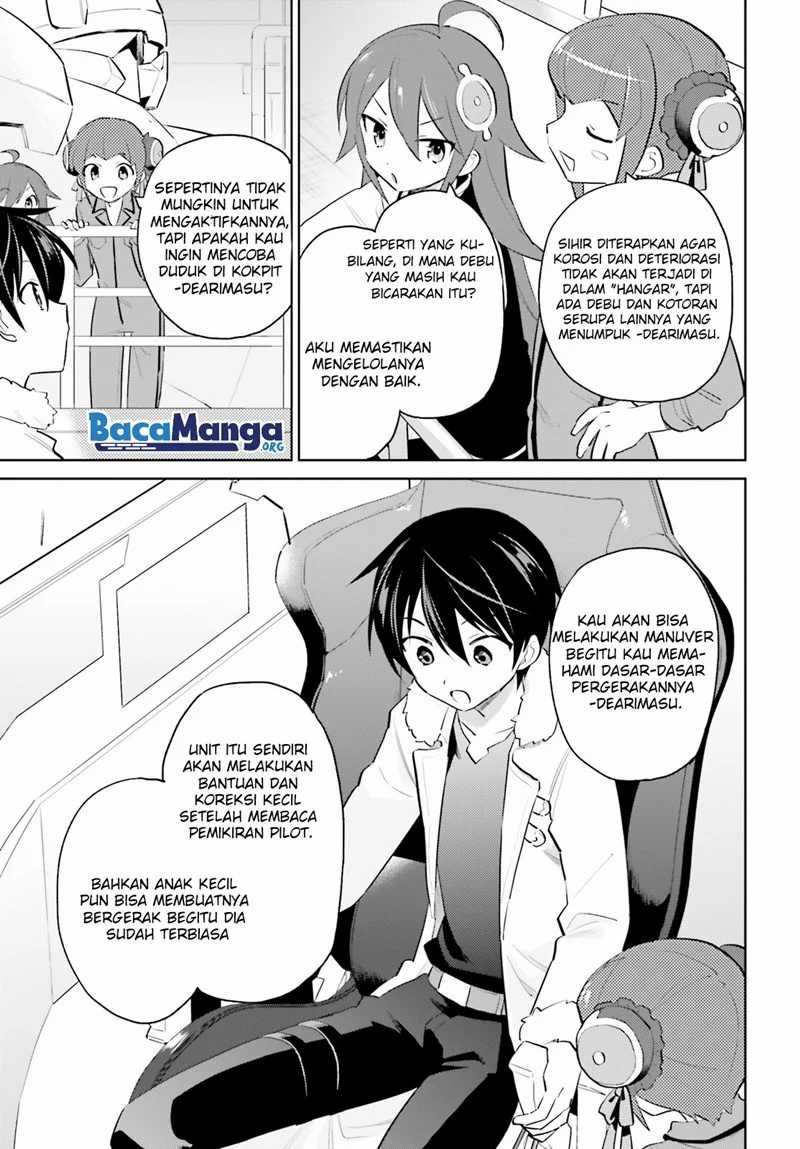 SIHIR DITERAPKAN AGAR
KOROSI DAN DETERIORASI
TIDAK AKAN TERJADI DI
DALAM "HANGAR", TAPI
ADA DEBU DAN KOTORAN
SERUPA LAINNYA YANG
MENUMPUK -DEARIMASU.
SEPERTI YANG KU-
BILANG, DI MANA DEBU
YANG MASIH KAU
BICARAKAN ITU?
AKU MEMASTIKAN
MENGELOLANYA
DENGAN BAIK.
SEPERTINYA TIDAK
MUNGKIN UNTUK
MENGAKTIFKANNYA,
TAPI APAKAH KAU
INGIN MENCOBA
DUDUK DI KOKPIT
-DEARIMASU?
BacaManga
.ORG
KAU AKAN BISA
MELAKUKAN MANUVER
BEGITU KAU MEMA-
HAMI DASAR-DASAR
PERGERAKANNYA
-DEARIMASU.
UNIT ITU SENDIRI
AKAN MELAKUKAN
BANTUAN DAN
KOREKSI KECIL
SETELAH MEMBACA
PEMIKIRAN PILOT.
BAHKAN ANAK KECIL
PUN BISA MEMBUATNYA
BERGERAK BEGITU DIA
SUDAH TERBIASA